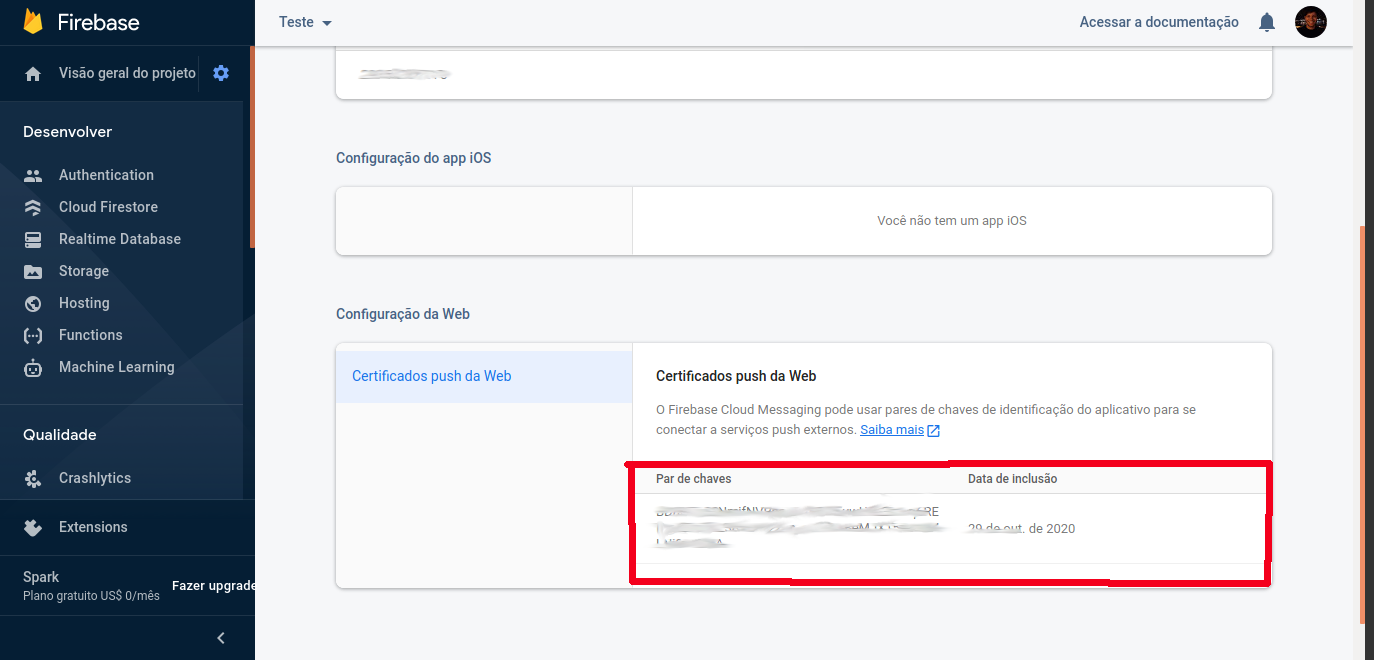 Firebase
Teste
Acessar a documentação
Visão geral do projeto
Desenvolver
Authentication
Cloud Firestore
Realtime Database
Storage
Hosting
Functions
Machine Learning
Qualidade
Crashlytics
Extensions
Spark
Plano gratuito US$ 0/mês
Fazer upgrade
Configuração do app iOS
Você não tem um app iOS
Configuração da Web
Certificados push da Web
Certificados push da Web
O Firebase Cloud Messaging pode usar pares de chaves de identificação do aplicativo para se
conectar a serviços push externos. Saiba mais
Par de chaves
Data de inclusão
29 de out. de 2020